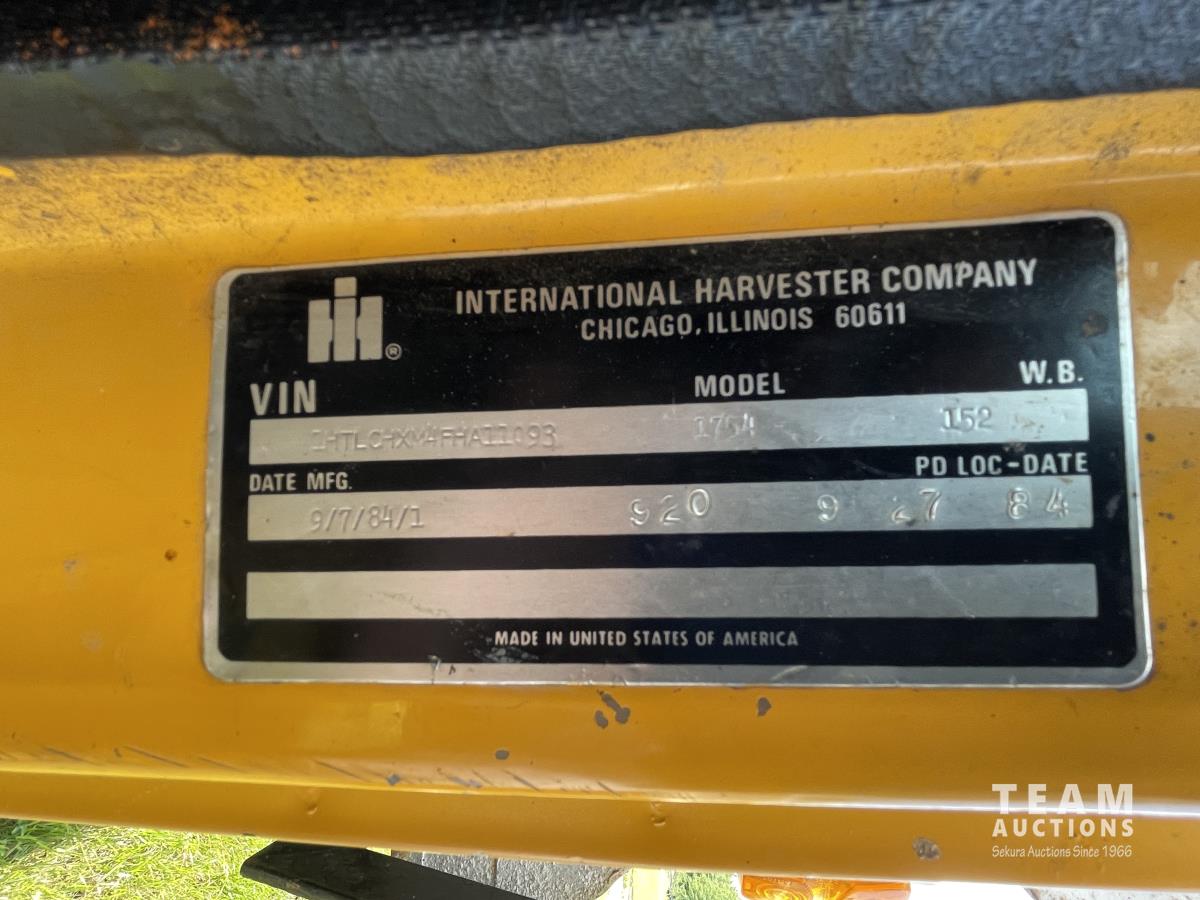 INTERNATIONAL HARVESTER COMPANY
CHICAGO, ILLINOIS 60611
®
VIN MODEL W.B.
1HTLCHXM4FHA11093 1754 152
DATE MFG. PD LOC-DATE
9/7/84/1 920 9 27 84
MADE IN UNITED STATES OF AMERICA
TEAM
AUCTIONS
Sekura Auctions Since 1966